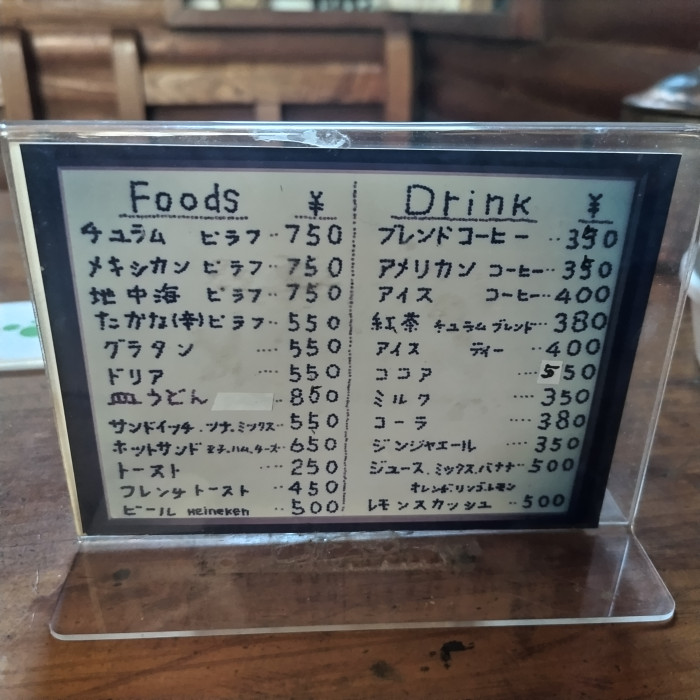 Foods ¥
チュラム ピラフ‥750
メキシカン ピラフ‥750
地中海 ピラフ‥750
たかな(辛)ピラフ‥550
グラタン ‥‥550
ドリア ‥‥550
皿うどん 850
サンドイッチ、ツナ、ミックス‥550
ホットサンド 玉子、ハム、チーズ‥650
トースト ‥‥250
フレンチトースト ‥‥450
ビール Heineken ‥500
Drink ¥
ブレンドコーヒー ‥350
アメリカン コーヒー‥350
アイス コーヒー‥400
紅茶 チュラムブレンド‥380
アイス ティー ‥400
ココア ‥‥550
ミルク ‥‥350
コーラ ‥‥380
ジンジャエール ‥‥350
ジュース、ミックス、バナナ‥500
オレンジ、リンゴ、レモン
レモンスカッシュ ‥500